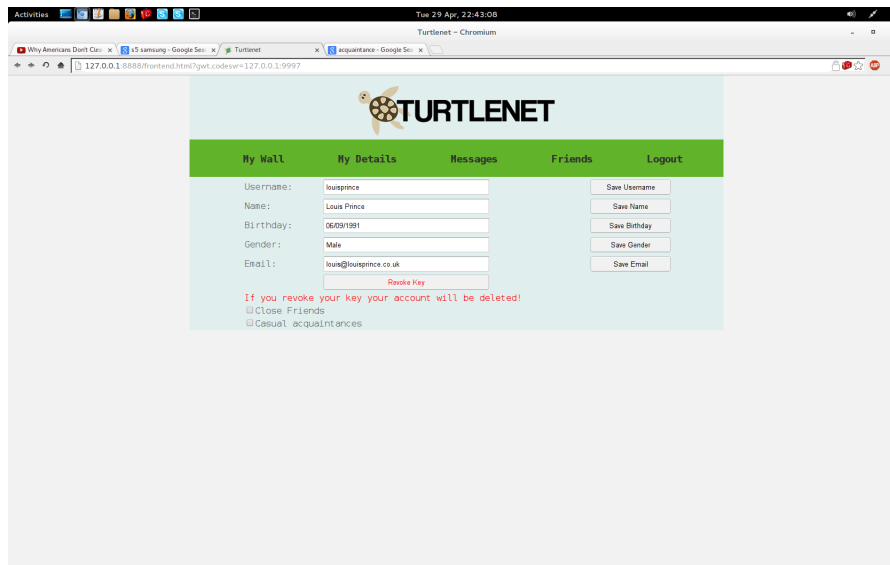 Activities
Tue 29 Apr, 22:43:08
Turtlenet - Chromium
Why Americans Don't Cur
s5 samsung - Google Sea
Turtlenet
acquaintance - Google Sea
127.0.0.1:8888/frontend.html?gwt.codesvr=127.0.0.1:9997
ABP
TURTLENET
My Wall My Details Messages Friends Logout
Username: louisprince Save Username
Name: Louis Prince Save Name
Birthday: 06/09/1991 Save Birthday
Gender: Male Save Gender
Email: louis@louisprince.co.uk Save Email
Revoke Key
If you revoke your key your account will be deleted!
Close Friends
Casual acquaintances